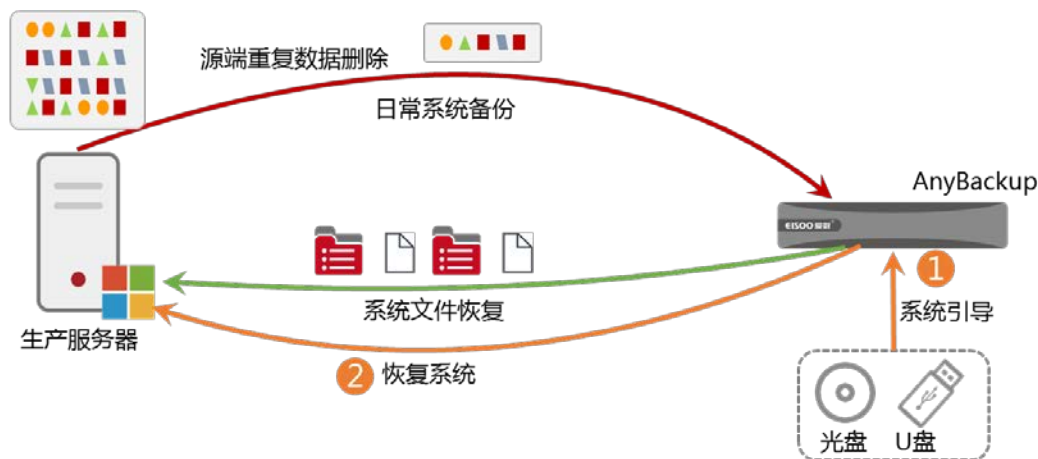 源端重复数据删除
日常系统备份
AnyBackup
EISOO 爱数
系统文件恢复
1
系统引导
生产服务器
2 恢复系统
光盘 U盘